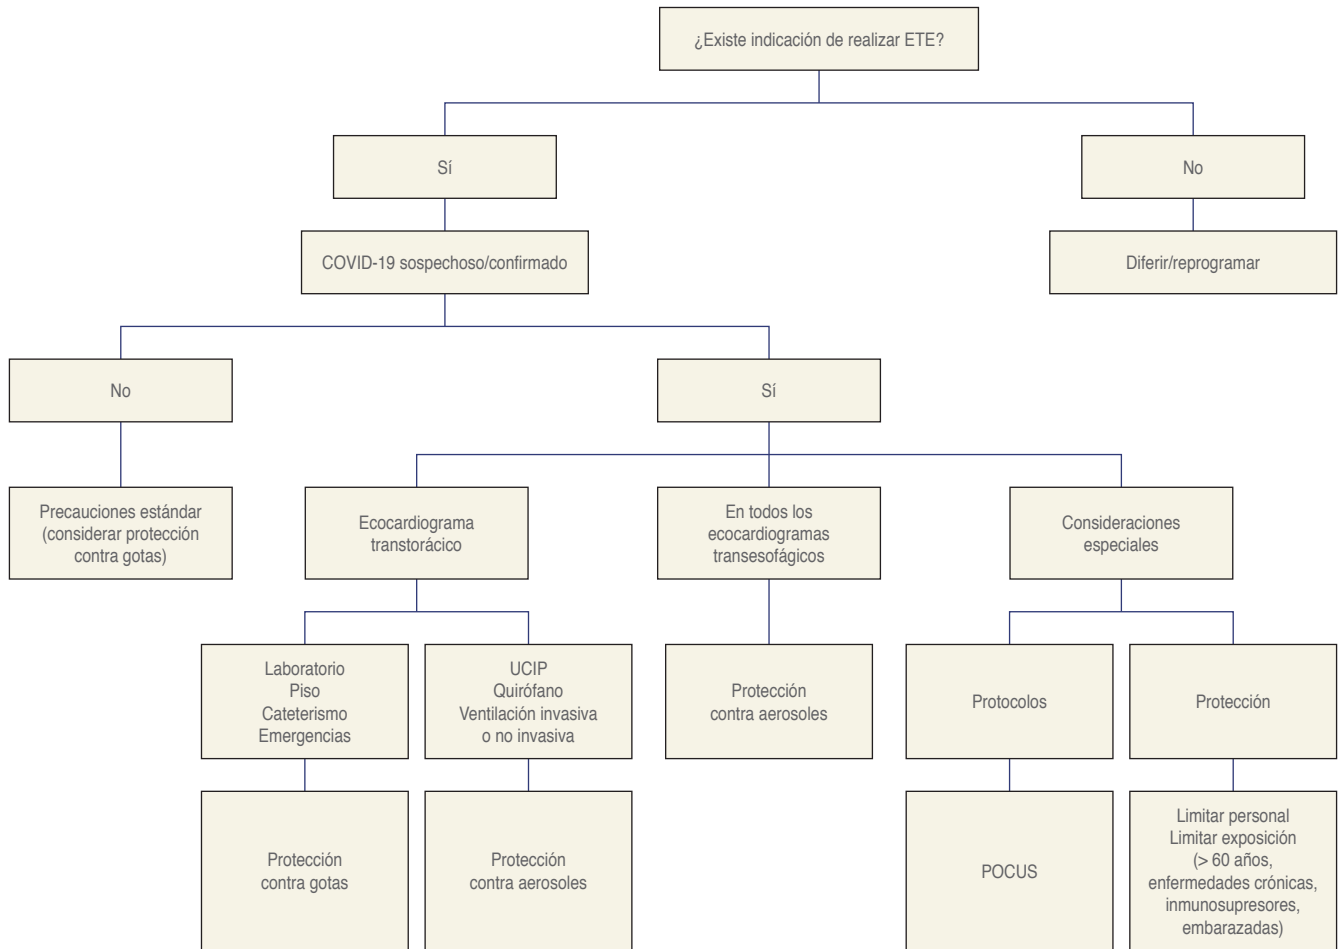 ¿Existe indicación de realizar ETE?
Sí
No
COVID-19 sospechoso/confirmado
Diferir/reprogramar
No
Sí
Precauciones estándar
(considerar protección
contra gotas)
Ecocardiograma
transtorácico
En todos los
ecocardiogramas
transesofágicos
Consideraciones
especiales
Laboratorio
Piso
Cateterismo
Emergencias
UCIP
Quirófano
Ventilación invasiva
o no invasiva
Protección
contra aerosoles
Protocolos
Protección
Protección
contra gotas
Protección
contra aerosoles
POCUS
Limitar personal
Limitar exposición
(> 60 años,
enfermedades crónicas,
inmunosupresores,
embarazadas)